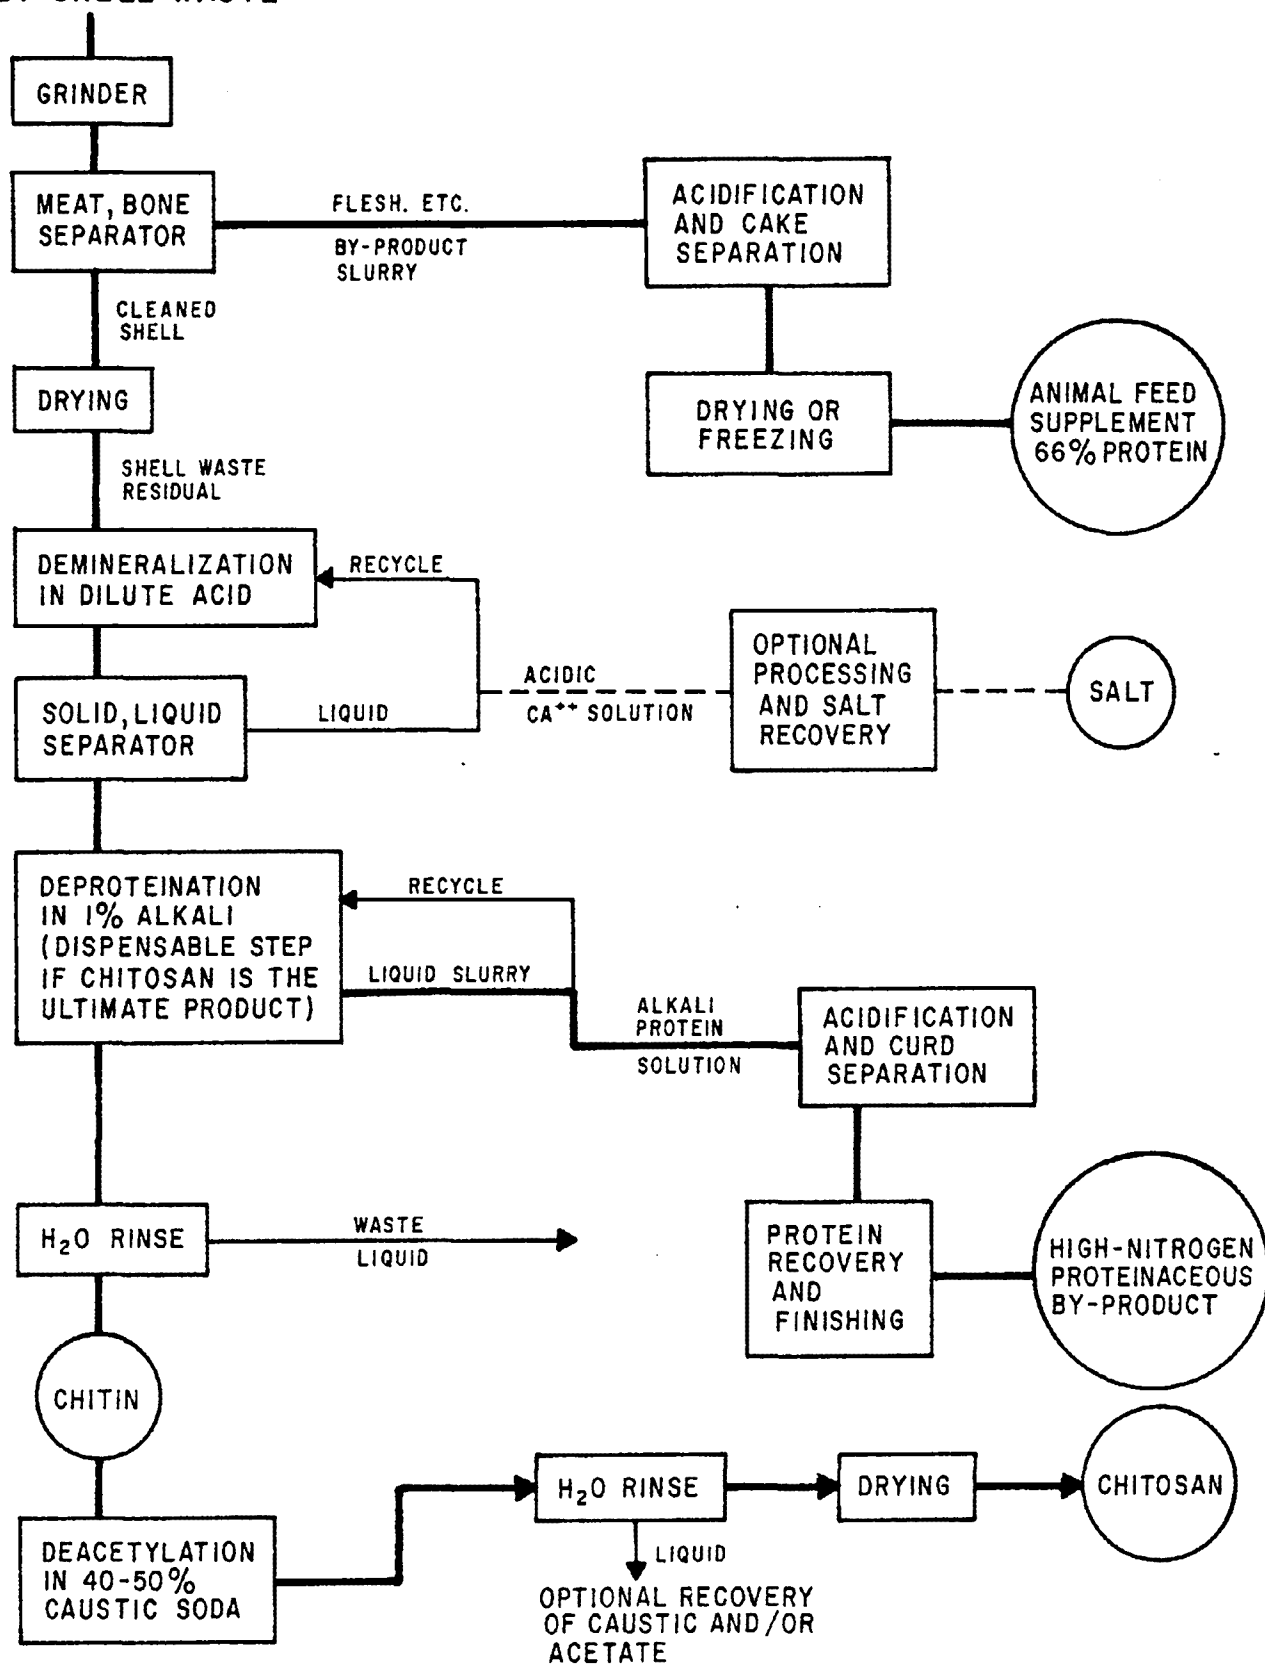 SHELL WASTE
GRINDER
MEAT, BONE
SEPARATOR
FLESH. ETC.
BY-PRODUCT
SLURRY
ACIDIFICATION
AND CAKE
SEPARATION
CLEANED
SHELL
DRYING
DRYING OR
FREEZING
ANIMAL FEED
SUPPLEMENT
66% PROTEIN
SHELL WASTE
RESIDUAL
DEMINERALIZATION
IN DILUTE ACID
RECYCLE
SOLID, LIQUID
SEPARATOR
LIQUID
ACIDIC
CA++ SOLUTION
OPTIONAL
PROCESSING
AND SALT
RECOVERY
SALT
DEPROTEINATION
IN 1% ALKALI
(DISPENSABLE STEP
IF CHITOSAN IS THE
ULTIMATE PRODUCT)
RECYCLE
LIQUID SLURRY
ALKALI
PROTEIN
SOLUTION
ACIDIFICATION
AND CURD
SEPARATION
H2O RINSE
WASTE
LIQUID
PROTEIN
RECOVERY
AND
FINISHING
HIGH-NITROGEN
PROTEINACEOUS
BY-PRODUCT
CHITIN
DEACETYLATION
IN 40-50%
CAUSTIC SODA
H2O RINSE
DRYING
CHITOSAN
LIQUID
OPTIONAL RECOVERY
OF CAUSTIC AND/OR
ACETATE